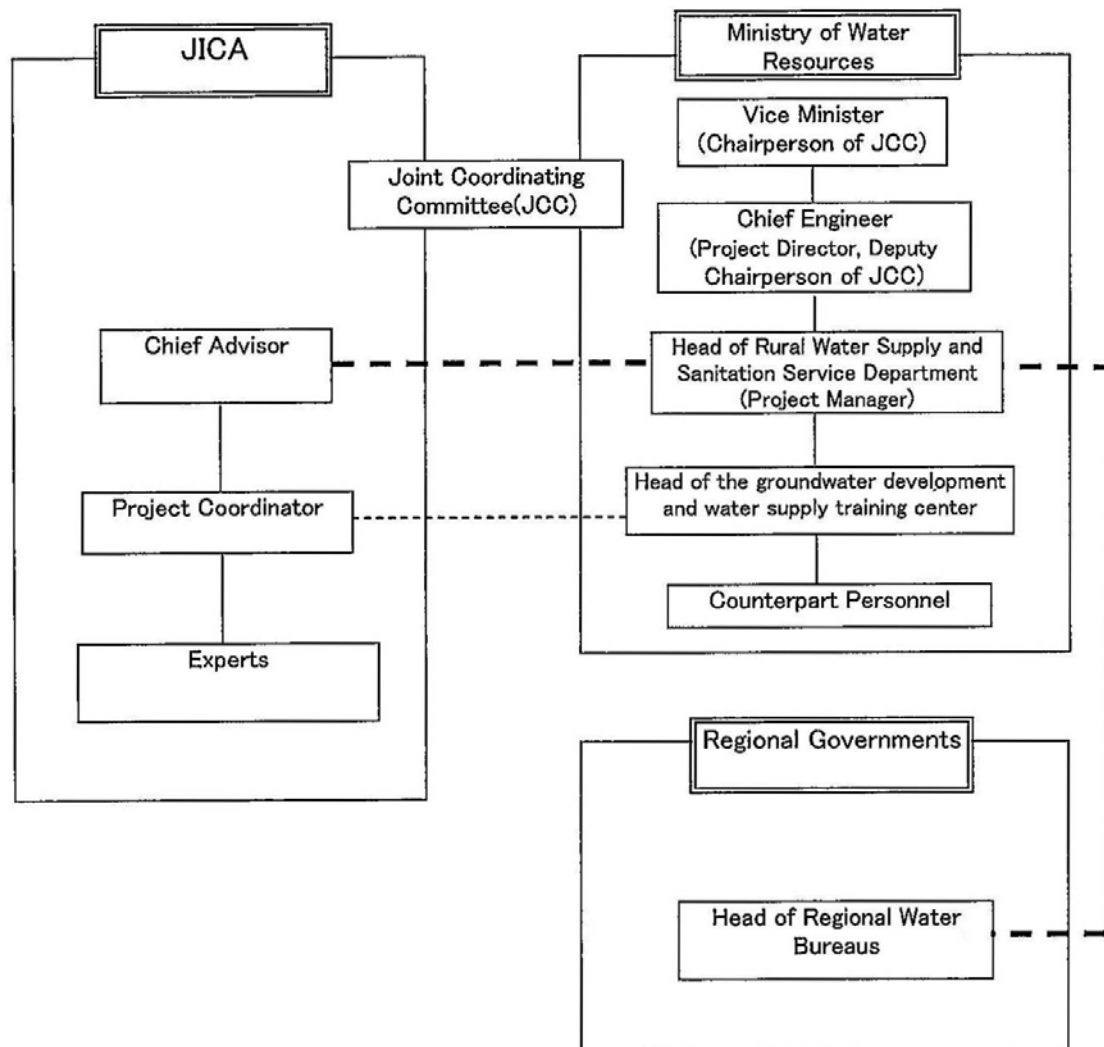 JICA
Joint Coordinating
Committee(JCC)
Chief Advisor
Project Coordinator
Experts
Ministry of Water
Resources
Vice Minister
(Chairperson of JCC)
Chief Engineer
(Project Director, Deputy
Chairperson of JCC)
Head of Rural Water Supply and
Sanitation Service Department
(Project Manager)
Head of the groundwater development
and water supply training center
Counterpart Personnel
Regional Governments
Head of Regional Water
Bureaus